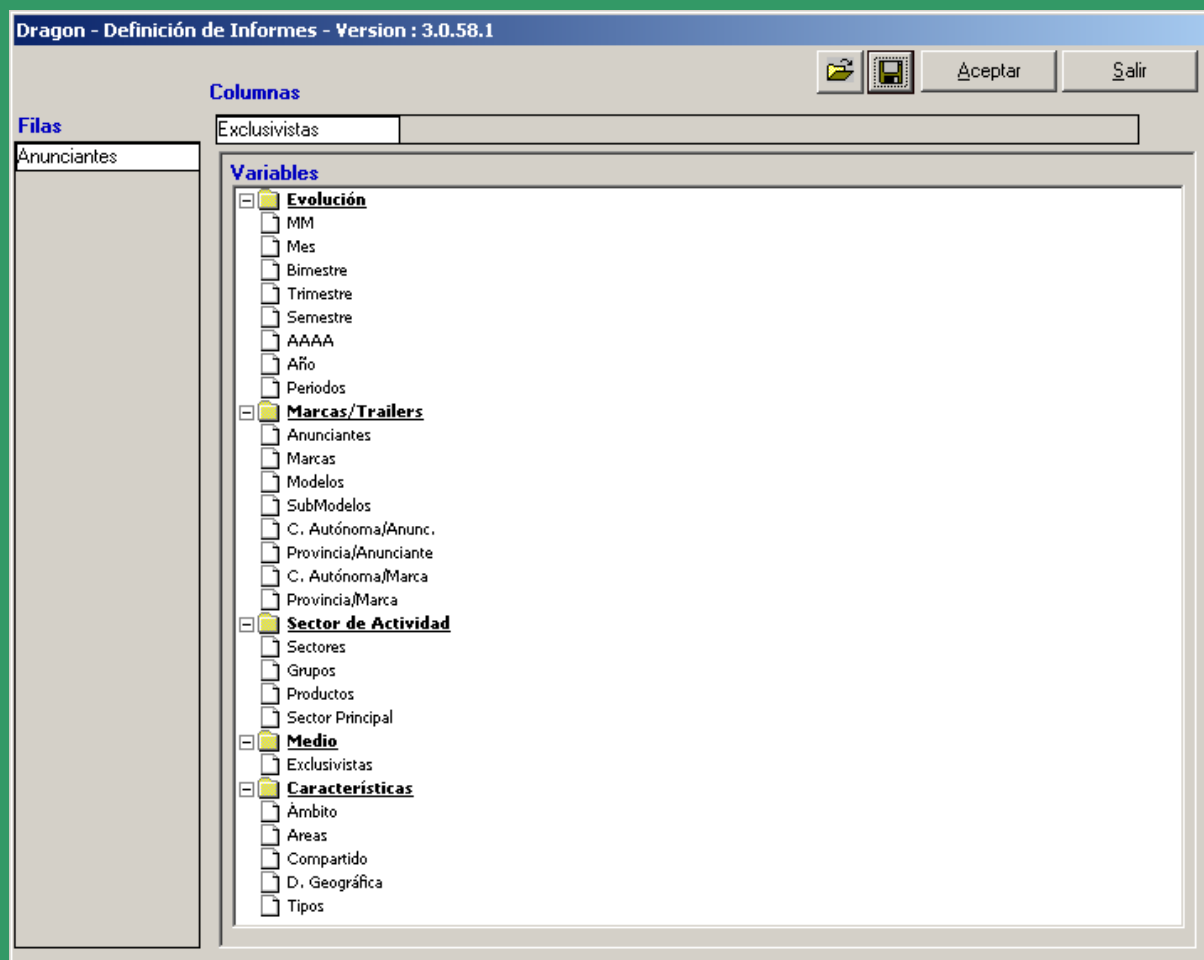 Dragon - Definición de Informes - Version : 3.0.58.1
Aceptar
Salir
Columnas
Filas
Exclusivistas
Anunciantes
Variables
Evolución
MM
Mes
Bimestre
Trimestre
Semestre
AAAA
Año
Periodos
Marcas/Trailers
Anunciantes
Marcas
Modelos
SubModelos
C. Autónoma/Anunc.
Provincia/Anunciante
C. Autónoma/Marca
Provincia/Marca
Sector de Actividad
Sectores
Grupos
Productos
Sector Principal
Medio
Exclusivistas
Características
Ámbito
Areas
Compartido
D. Geográfica
Tipos